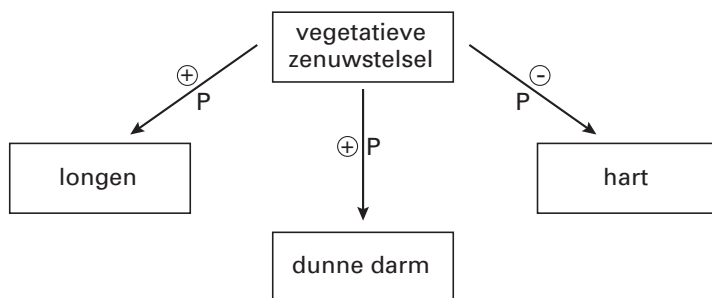 vegetatieve
zenuwstelsel
+
P
+ P
-
P
longen
hart
dunne darm